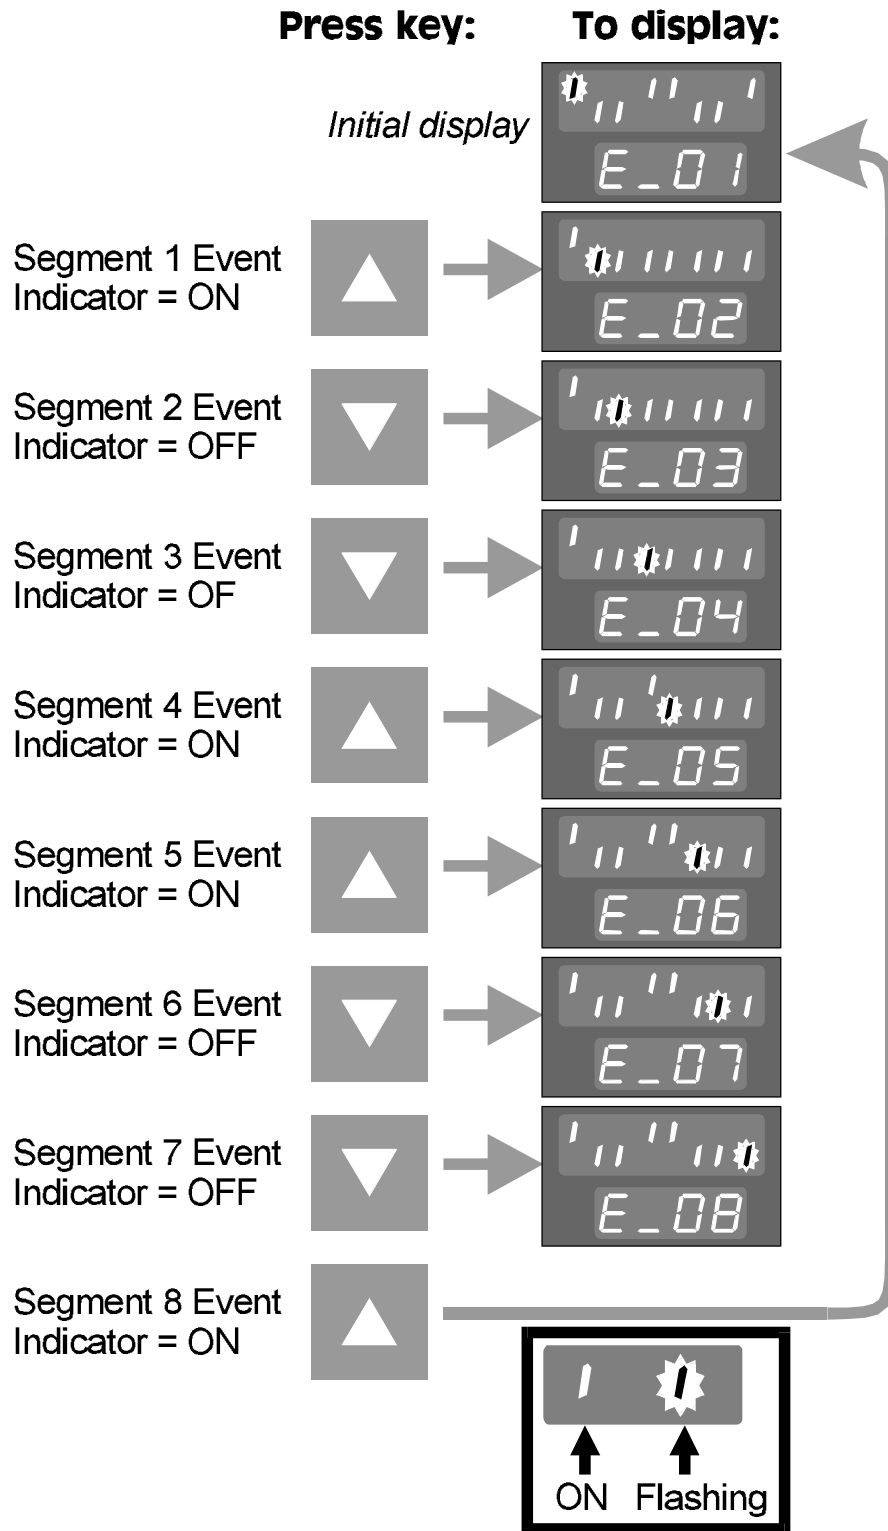 Press key: To display:
Initial display
E_01
Segment 1 Event
Indicator = ON
E_02
Segment 2 Event
Indicator = OFF
E_03
Segment 3 Event
Indicator = OF
E_04
Segment 4 Event
Indicator = ON
E_05
Segment 5 Event
Indicator = ON
E_06
Segment 6 Event
Indicator = OFF
E_07
Segment 7 Event
Indicator = OFF
E_08
Segment 8 Event
Indicator = ON
ON Flashing